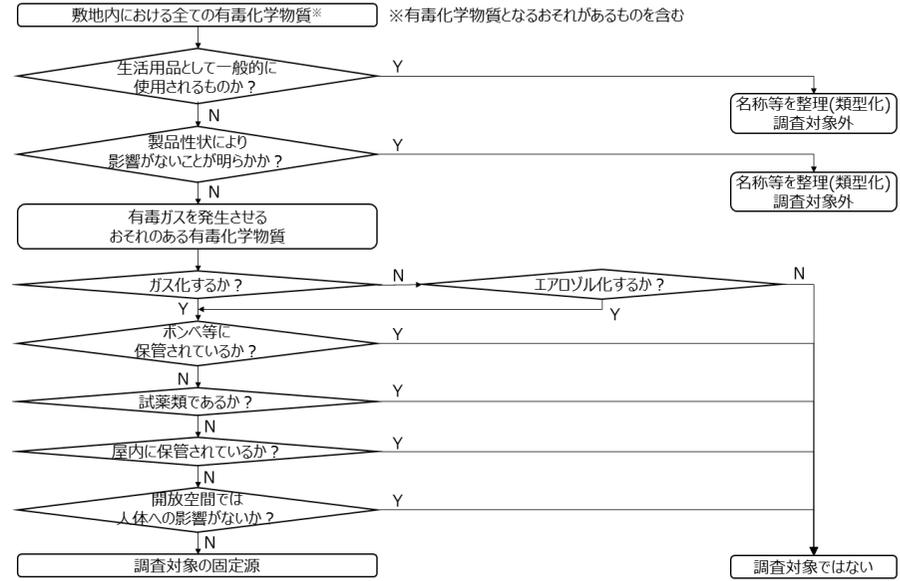 敷地内における全ての有毒化学物質※
※有毒化学物質となるおそれがあるものを含む
生活用品として一般的に
使用されるものか？
Y
名称等を整理(類型化)
調査対象外
N
製品性状により
影響がないことが明らかか？
Y
名称等を整理(類型化)
調査対象外
N
有毒ガスを発生させる
おそれのある有毒化学物質
ガス化するか？
N
エアロゾル化するか？
N
Y
Y
ボンベ等に
保管されているか？
Y
N
試薬類であるか？
Y
N
屋内に保管されているか？
Y
N
開放空間では
人体への影響がないか？
Y
N
調査対象の固定源
調査対象ではない